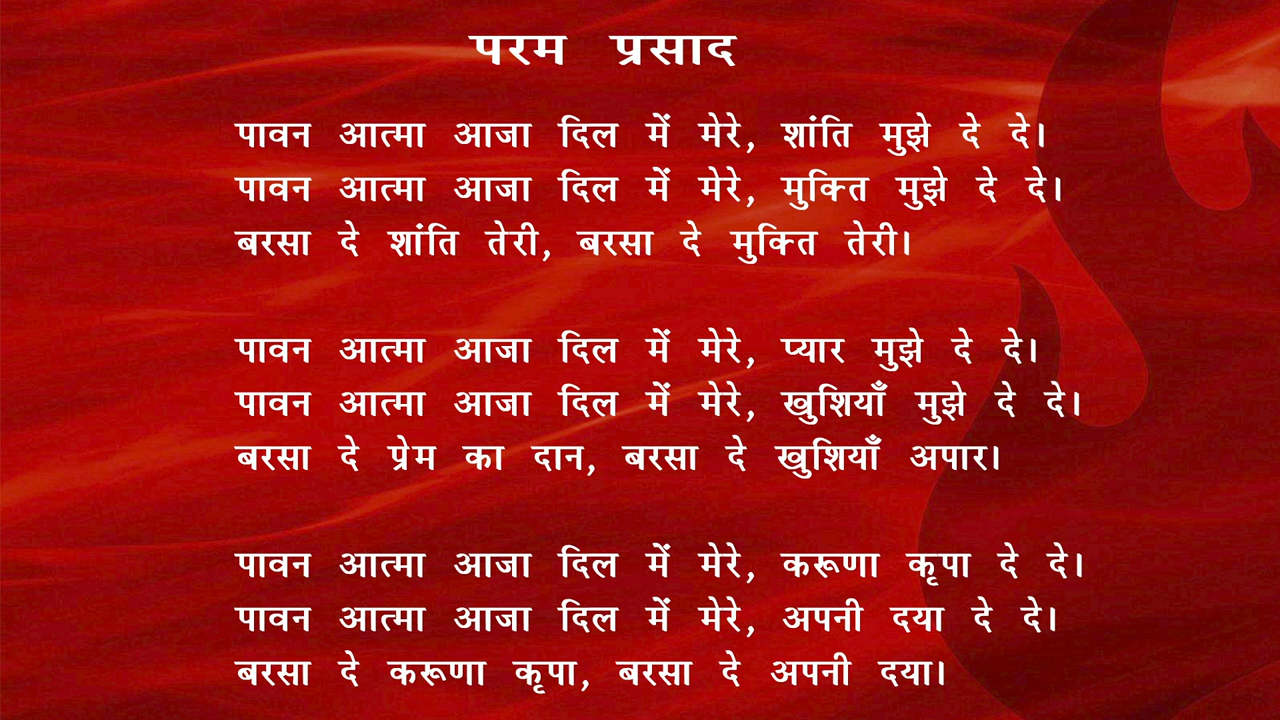 परम प्रसाद
पावन आत्मा आजा दिल में मेरे, शांति मुझे दे दे।
पावन आत्मा आजा दिल में मेरे, मुक्ति मुझे दे दे।
बरसा दे शांति तेरी, बरसा दे मुक्ति तेरी।
पावन आत्मा आजा दिल में मेरे, प्यार मुझे दे दे।
पावन आत्मा आजा दिल में मेरे, खुशियाँ मुझे दे दे।
बरसा दे प्रेम का दान, बरसा दे खुशियाँ अपार।
पावन आत्मा आजा दिल में मेरे, करूणा कृपा दे दे।
पावन आत्मा आजा दिल में मेरे, अपनी दया दे दे।
बरसा दे करूणा कृपा, बरसा दे अपनी दया।